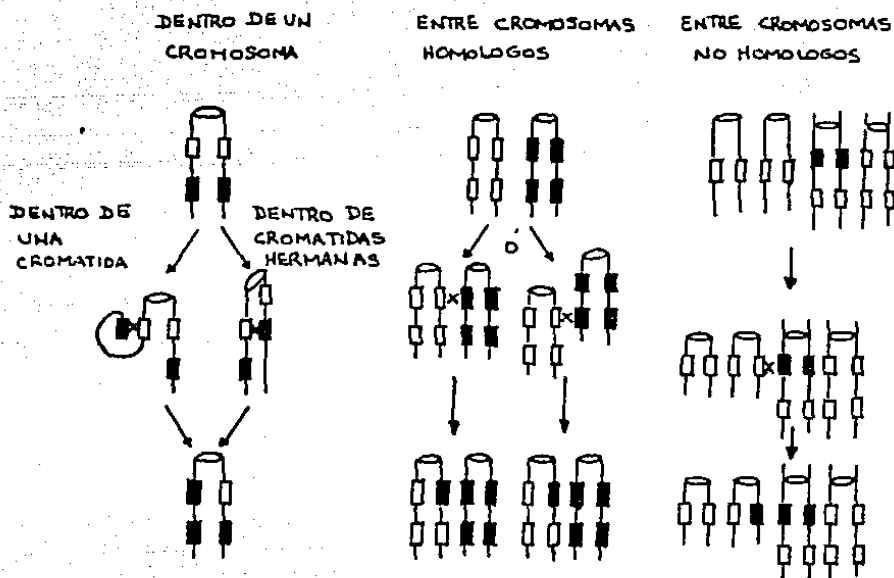 DENTRO DE UN
CROMOSOMA
ENTRE CROMOSOMAS
HOMOLOGOS
ENTRE CROMOSOMAS
NO HOMOLOGOS
DENTRO DE
UNA
CROMATIDA
DENTRO DE
CROMATIDAS
HERMANAS
O